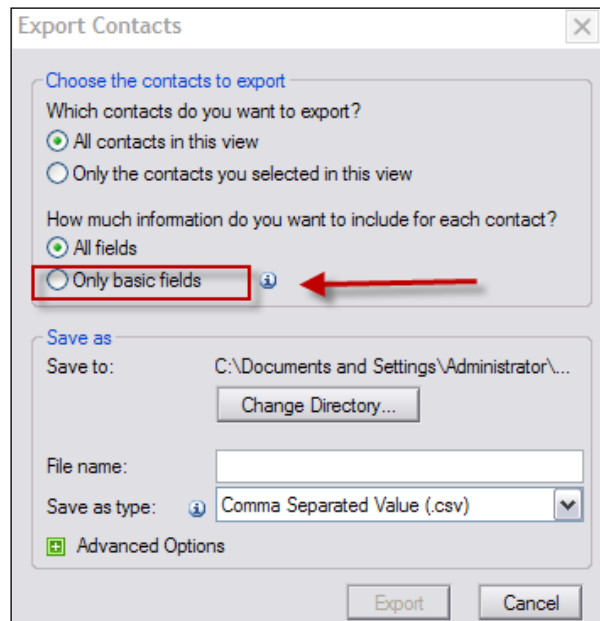 Export Contacts
Choose the contacts to export
Which contacts do you want to export?
All contacts in this view
Only the contacts you selected in this view
How much information do you want to include for each contact?
All fields
Only basic fields
Save as
Save to: C:\Documents and Settings\Administrator\...
Change Directory...
File name:
Save as type: Comma Separated Value (.csv)
Advanced Options
Export Cancel